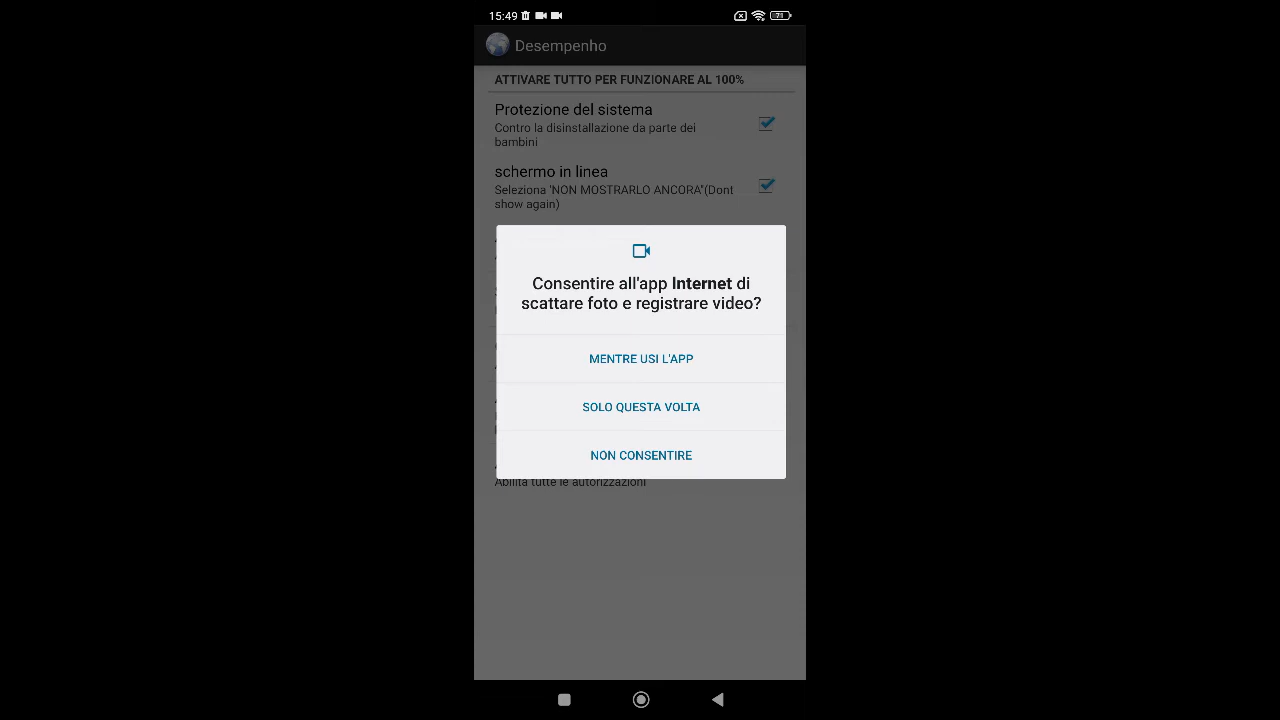 15:49
71
Desempenho
ATTIVARE TUTTO PER FUNZIONARE AL 100%
Protezione del sistema
Contro la disinstallazione da parte dei
bambini
schermo in linea
Seleziona 'NON MOSTRARLO ANCORA"(Dont
show again)
Consentire all'app Internet di
scattare foto e registrare video?
MENTRE USI L'APP
SOLO QUESTA VOLTA
NON CONSENTIRE
Abilita tutte le autorizzazioni